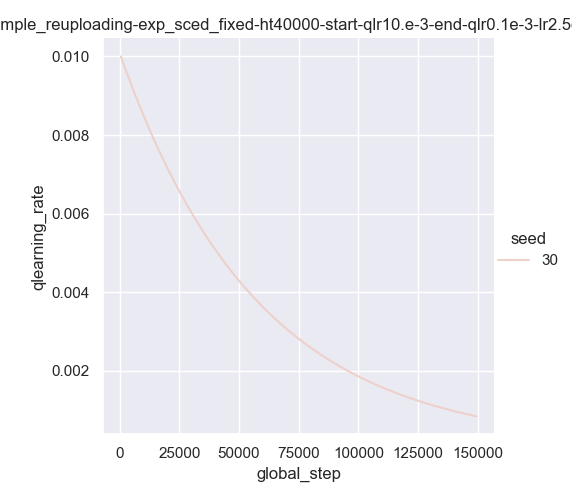 mple_reuploading-exp_sced_fixed-ht40000-start-qlr10.e-3-end-qlr0.1e-3-lr2.5
0.010
0.008
0.006
0.004
0.002
qlearning_rate
0 25000 50000 75000 100000 125000 150000
global_step
seed
30